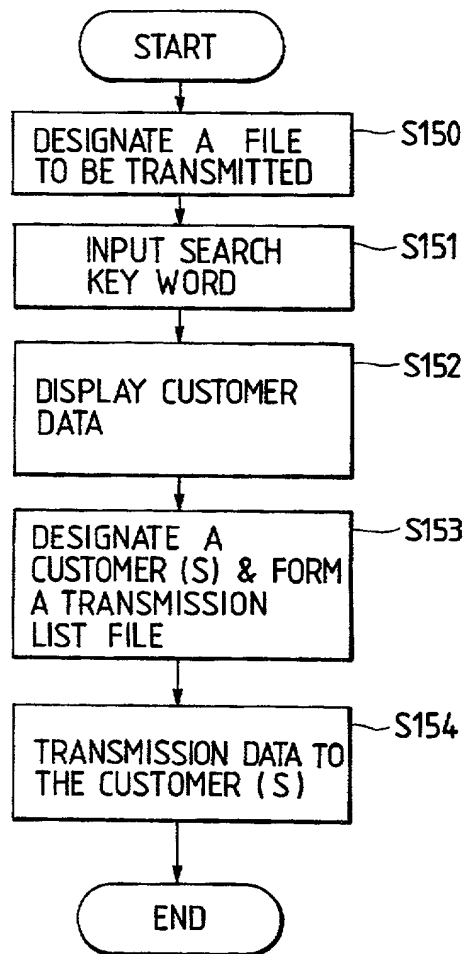 START
DESIGNATE A FILE
TO BE TRANSMITTED
S150
INPUT SEARCH
KEY WORD
S151
DISPLAY CUSTOMER
DATA
S152
DESIGNATE A
CUSTOMER (S) & FORM
A TRANSMISSION
LIST FILE
S153
TRANSMISSION DATA TO
THE CUSTOMER (S)
S154
END